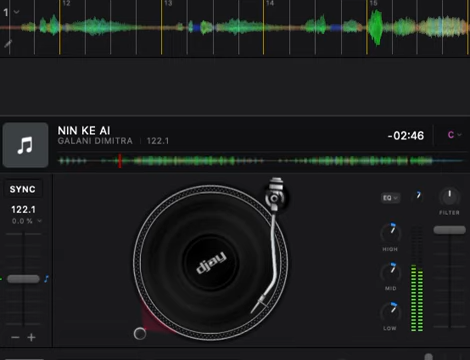 1
12
13
14
15
NIN KE AI
GALANI DIMITRA 122.1
-02:46
C
SYNC
122.1
0.0 %
djay
EQ
FILTER
HIGH
MID
LOW